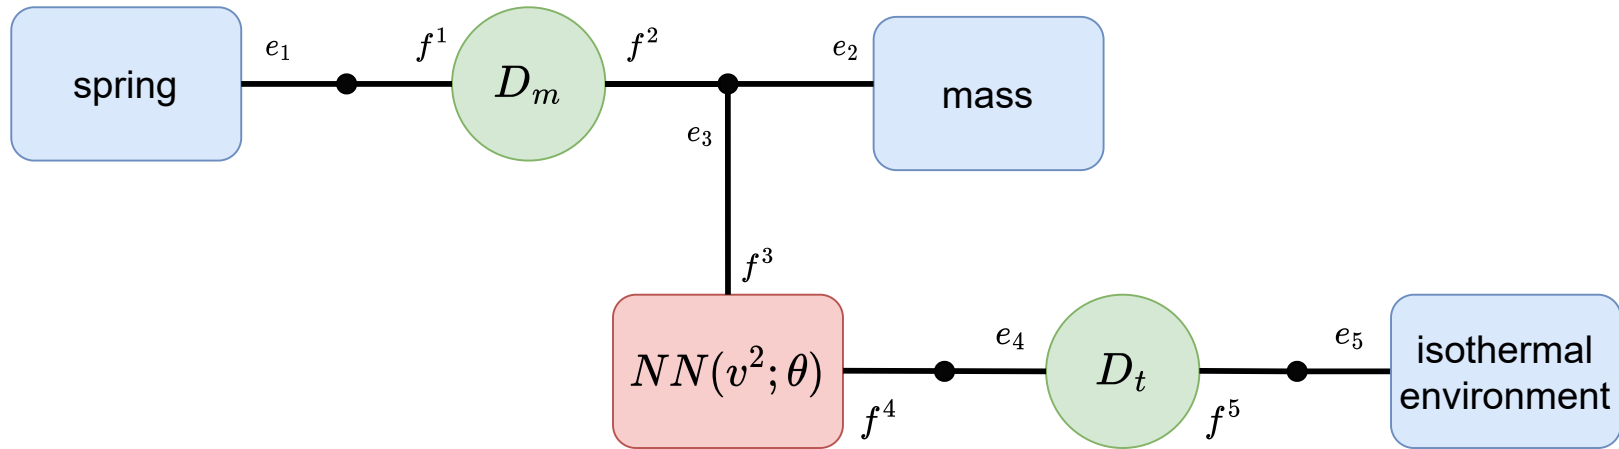 e₁
f¹
f²
e₂
spring
Dₘ
mass
e₃
f³
NN(v²; θ)
e₄
Dₜ
e₅
isothermal
environment
f⁴
f⁵